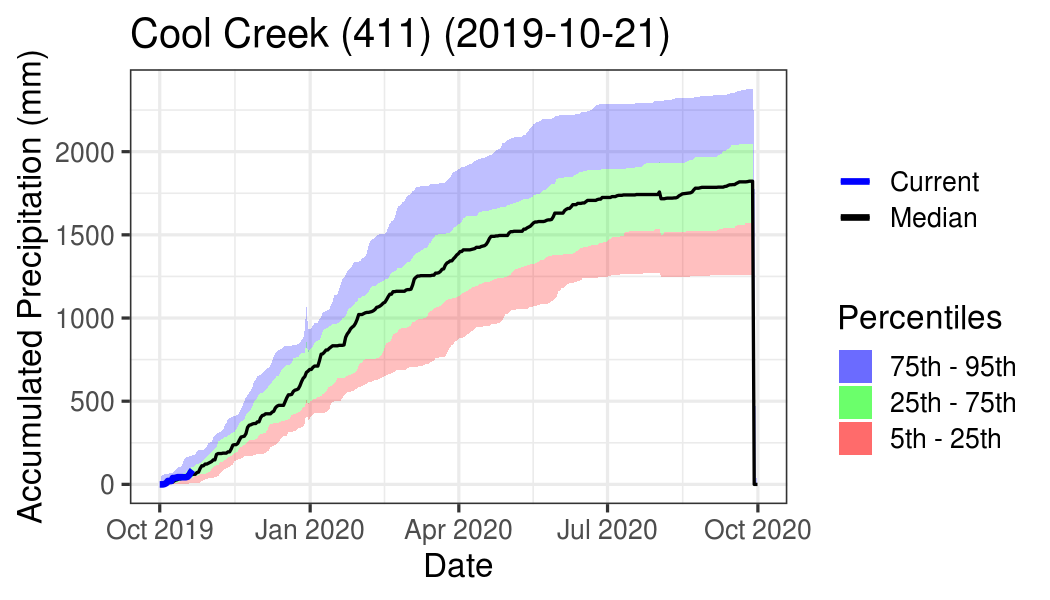 Cool Creek (411) (2019-10-21)
Accumulated Precipitation (mm)
2000
1500
1000
500
0
Oct 2019 Jan 2020 Apr 2020 Jul 2020 Oct 2020
Date
Current
Median
Percentiles
75th - 95th
25th - 75th
5th - 25th